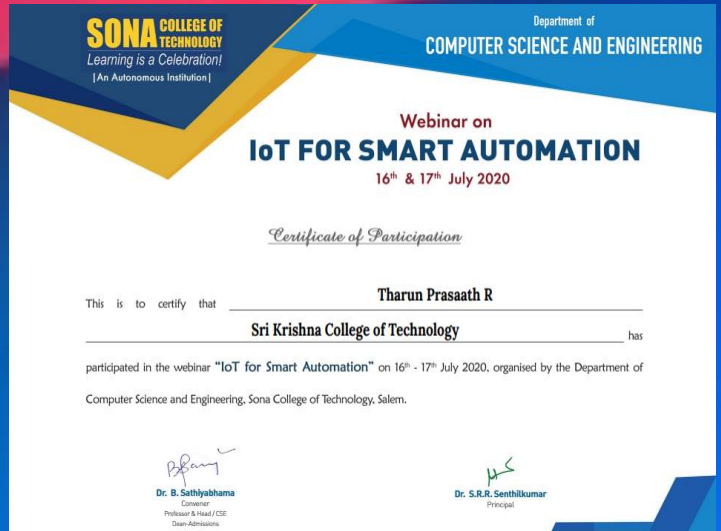 SONA COLLEGE OF
TECHNOLOGY
Learning is a Celebration!
|An Autonomous Institution|
Department of
COMPUTER SCIENCE AND ENGINEERING
Webinar on
IoT FOR SMART AUTOMATION
16th & 17th July 2020
Certificate of Participation
This is to certify that Tharun Prasaath R
Sri Krishna College of Technology has
participated in the webinar "IoT for Smart Automation" on 16th - 17th July 2020, organised by the Department of
Computer Science and Engineering, Sona College of Technology, Salem.
Dr. B. Sathiyabhama
Convener
Professor & Head / CSE
Dean-Admissions
Dr. S.R.R. Senthilkumar
Principal